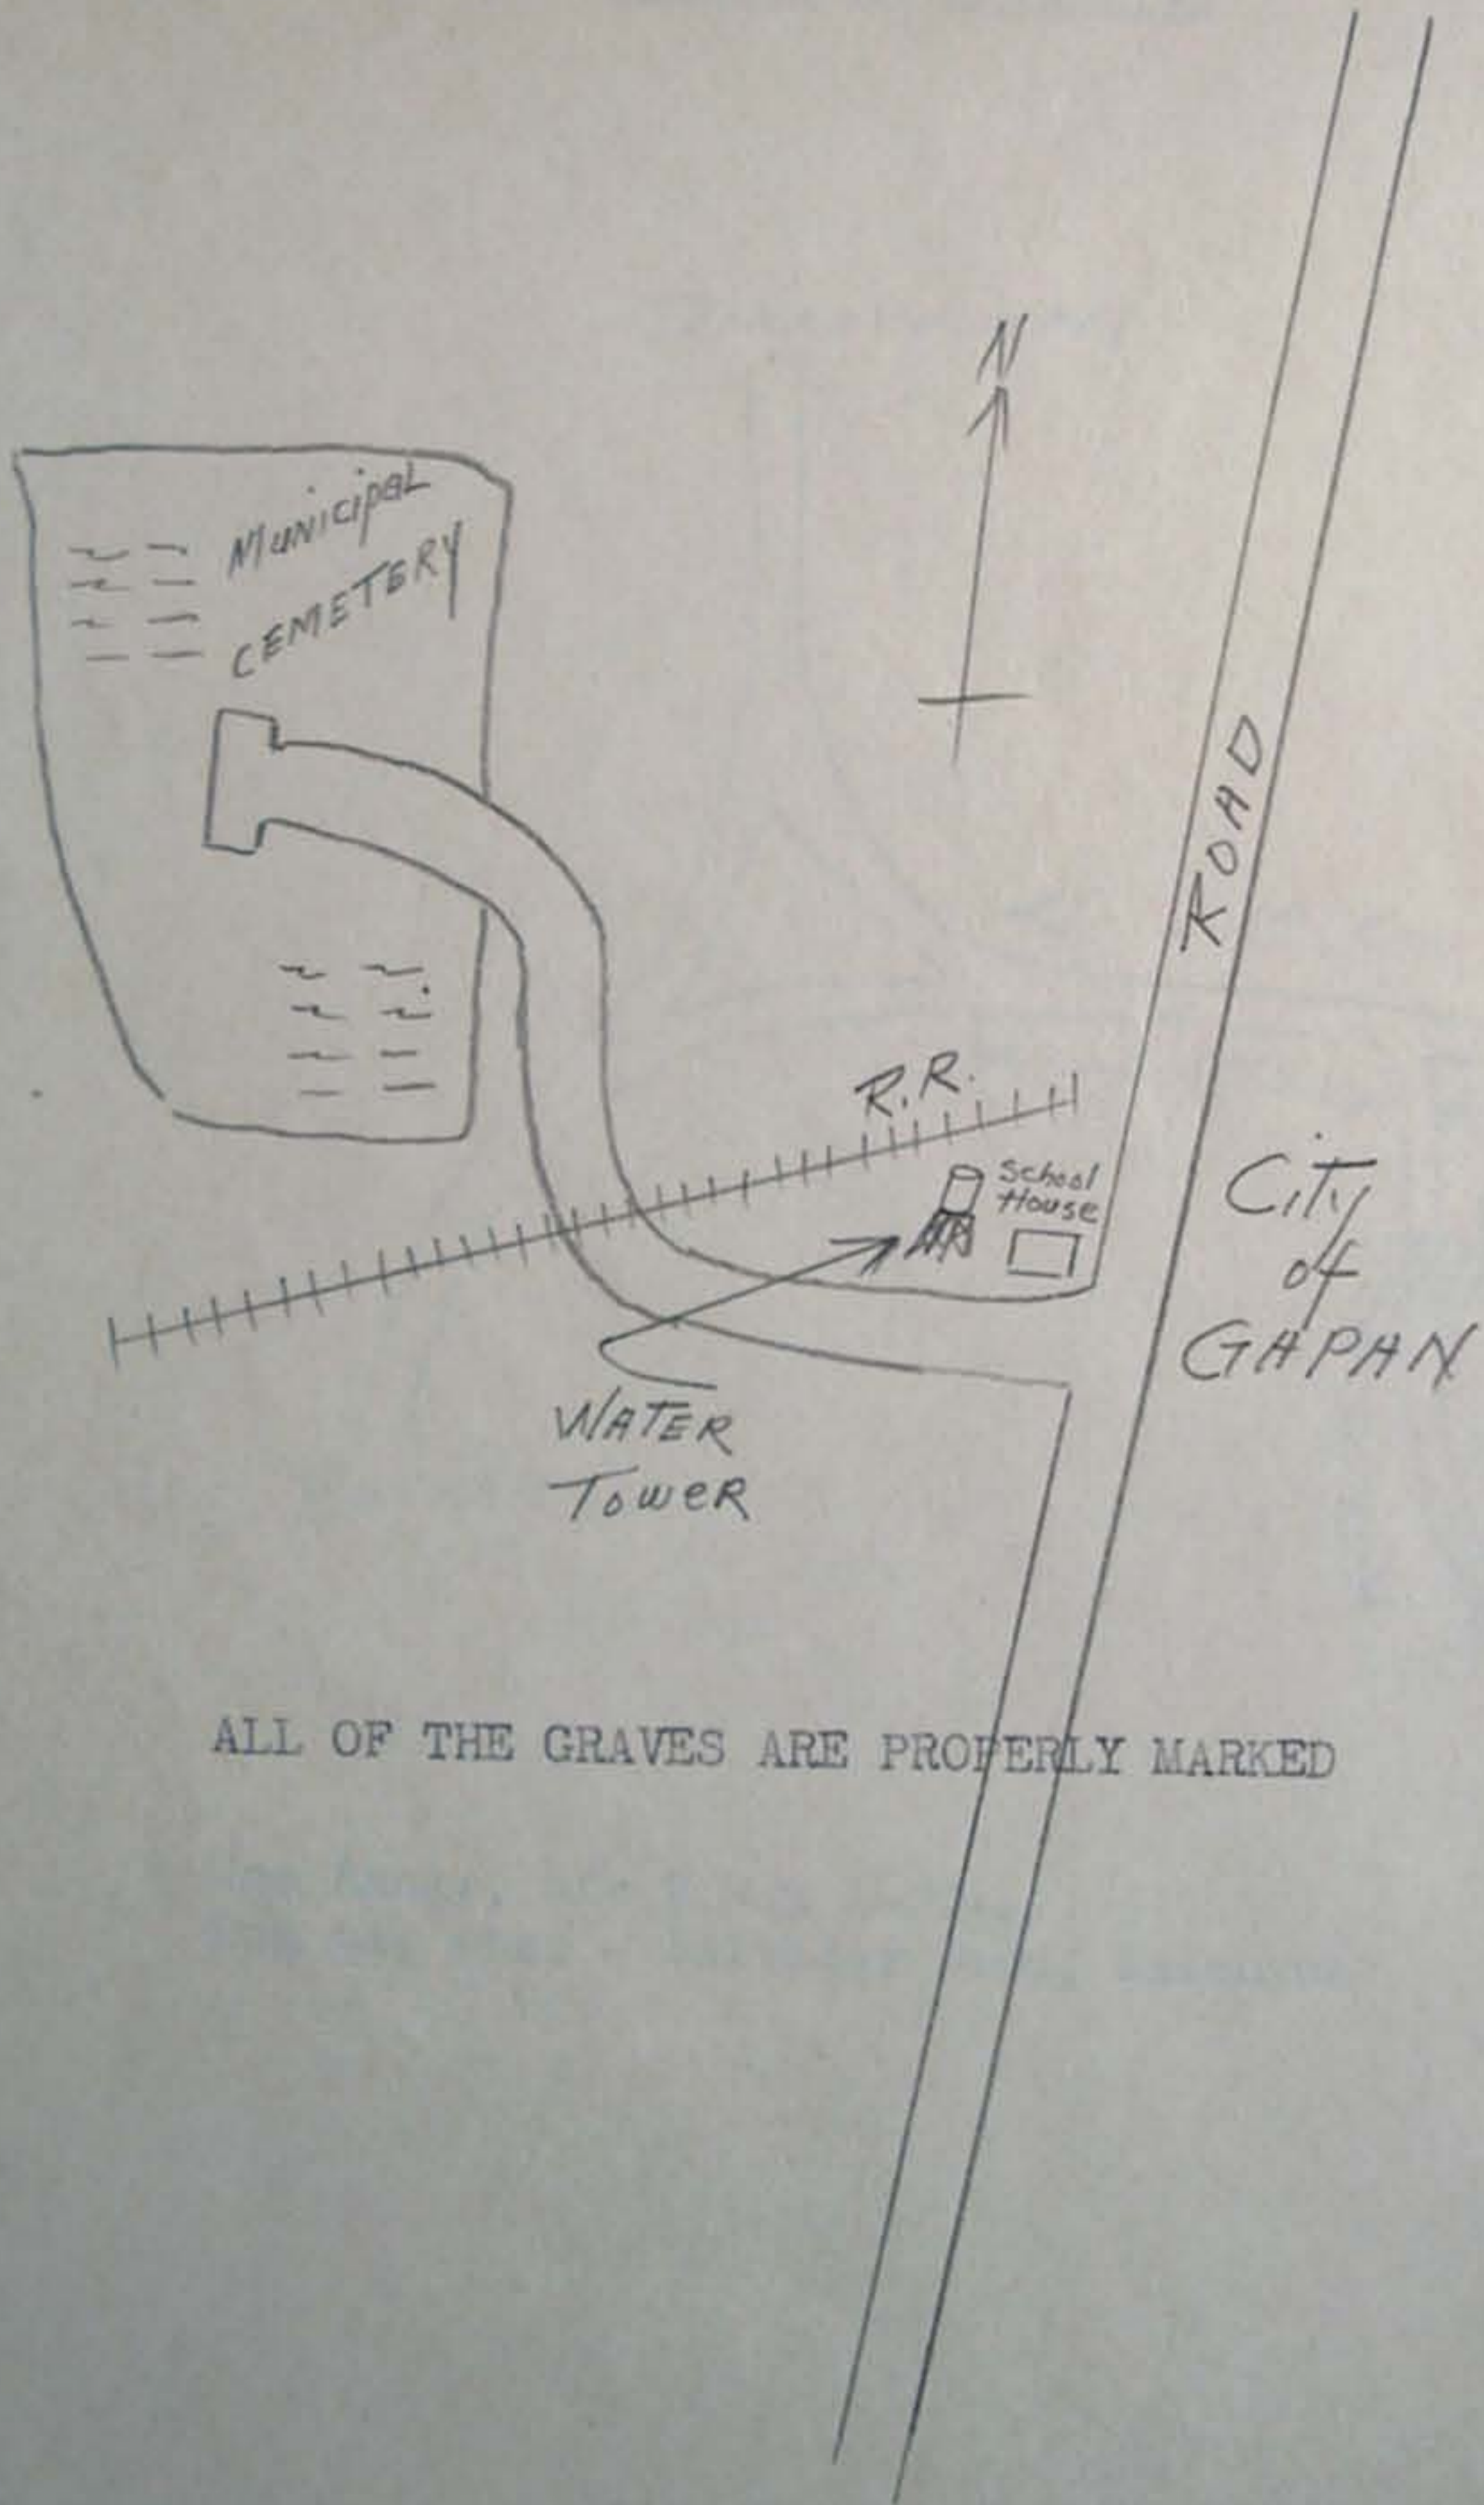 N
Municipal
CEMETERY
ROAD
R.R.
School
House
City
of
GAPAN
WATER
Tower
ALL OF THE GRAVES ARE PROPERLY MARKED